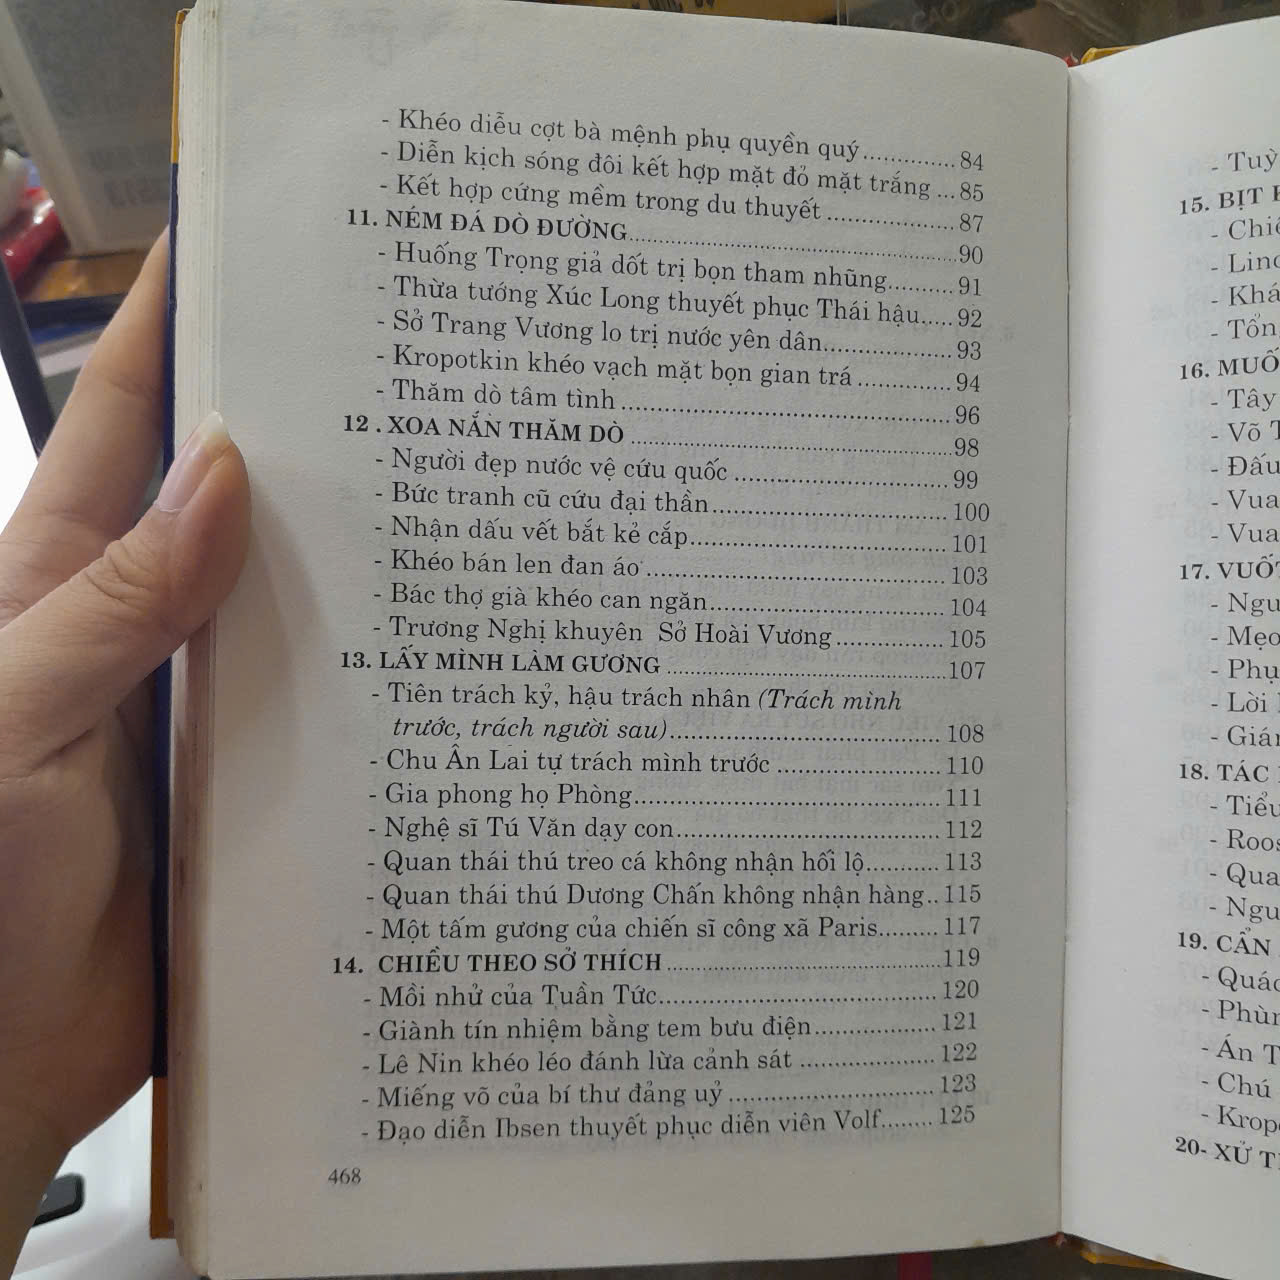 - Khéo diễu cợt bà mệnh phụ quyền quý.............. 84
- Diễn kịch sóng đôi kết hợp mặt đỏ mặt trắng ... 85
- Kết hợp cứng mềm trong du thuyết ................... 87
11. NÉM ĐÁ DÒ ĐƯỜNG.................................................. 90
- Huống Trọng giả dốt trị bọn tham nhũng.......... 91
- Thừa tướng Xúc Long thuyết phục Thái hậu..... 92
- Sở Trang Vương lo trị nước yên dân................... 93
- Kropotkin khéo vạch mặt bọn gian trá .............. 94
- Thăm dò tâm tình .................................................. 96
12 . XOA NẮN THĂM DÒ ................................................. 98
- Người đẹp nước vệ cứu quốc ................................ 99
- Bức tranh cũ cứu đại thần................................... 100
- Nhận dấu vết bắt kẻ cắp...................................... 101
- Khéo bán len đan áo ............................................. 103
- Bác thợ già khéo can ngăn................................... 104
- Trương Nghị khuyên Sở Hoài Vương ................ 105
13. LẤY MÌNH LÀM GƯƠNG ............................................ 107
- Tiên trách kỷ, hậu trách nhân (Trách mình
trước, trách người sau)......................................... 108
- Chu Ân Lai tự trách mình trước ........................ 110
- Gia phong họ Phòng.............................................. 111
- Nghệ sĩ Tú Văn dạy con....................................... 112
- Quan thái thú treo cá không nhận hối lộ........... 113
- Quan thái thú Dương Chấn không nhận hàng.. 115
- Một tấm gương của chiến sĩ công xã Paris......... 117
14. CHIỀU THEO SỞ THÍCH ............................................ 119
- Mồi nhử của Tuần Tức......................................... 120
- Giành tín nhiệm bằng tem bưu điện.................. 121
- Lê Nin khéo léo đánh lừa cảnh sát .................... 122
- Miếng võ của bí thư đảng uỷ ............................... 123
- Đạo diễn Ibsen thuyết phục diễn viên Volf........ 125
468
- Tuỳ
15. BỊT
- Chiê
- Linc
- Khá
- Tổn
16. MUỐ
- Tây
- Võ T
- Đấu
- Vua
- Vua
17. VUỐT
- Ngu
- Mẹo
- Phụ
- Lời
- Gián
18. TÁC
- Tiểu
- Roos
- Qua
- Ngu
19. CẨN
- Quác
- Phùn
- Án T
- Chú
- Krop
20- XỬ T